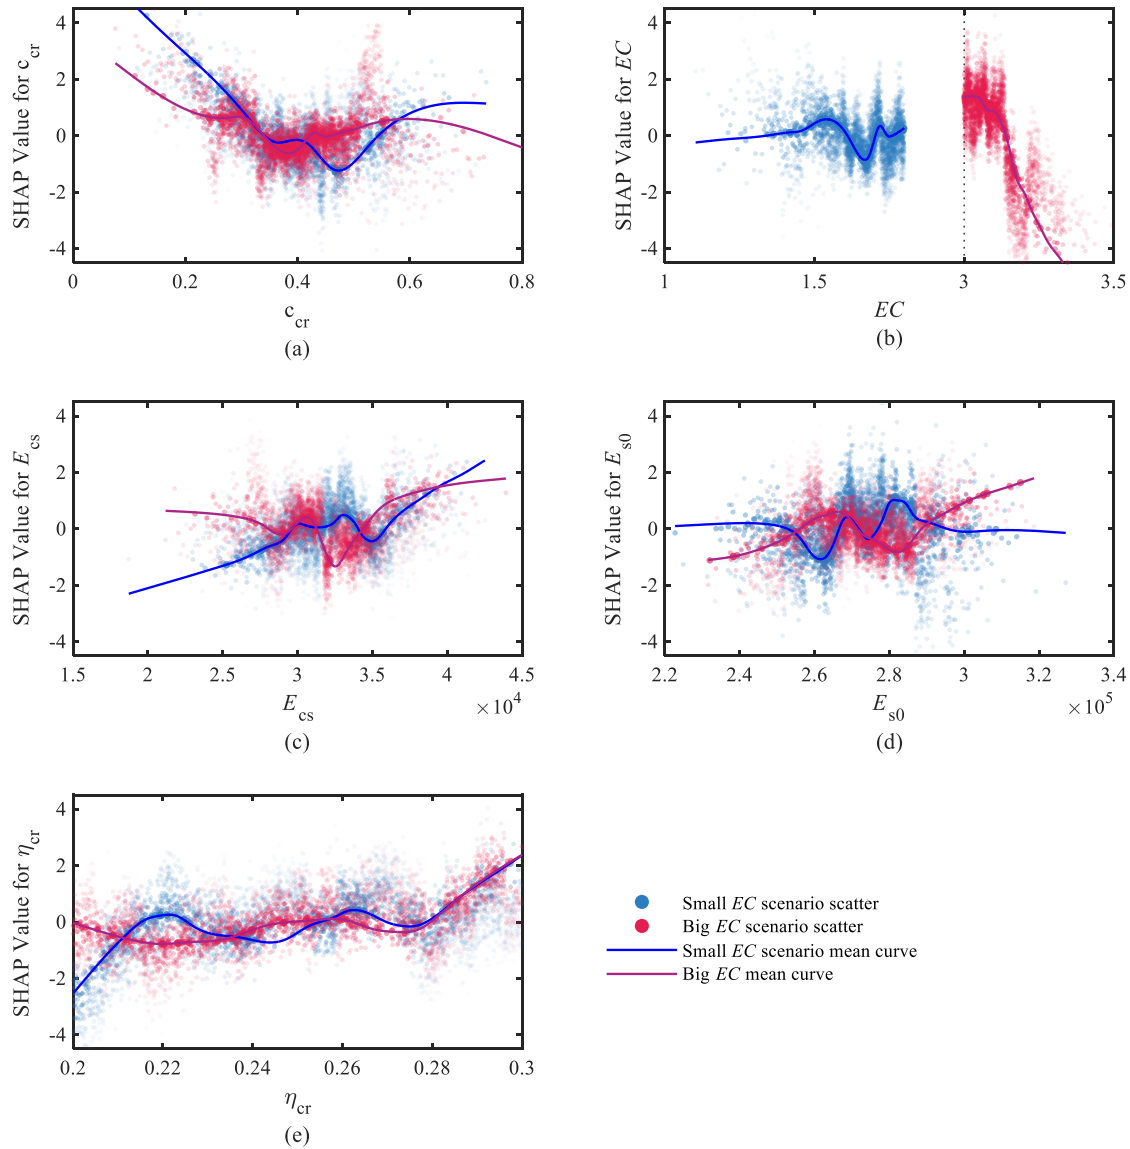 4
2
0
-2
-4
SHAP Value for c_cr
0 0.2 0.4 0.6 0.8
c_cr
(a)
4
2
0
-2
-4
SHAP Value for EC
1 1.5 3 3.5
EC
(b)
4
2
0
-2
-4
SHAP Value for E_cs
1.5 2 2.5 3 3.5 4 4.5
E_cs
×10^4
(c)
4
2
0
-2
-4
SHAP Value for E_s0
2.2 2.4 2.6 2.8 3 3.2 3.4
E_s0
×10^5
(d)
4
2
0
-2
-4
SHAP Value for η_cr
0.2 0.22 0.24 0.26 0.28 0.3
η_cr
(e)
Small EC scenario scatter
Big EC scenario scatter
Small EC scenario mean curve
Big EC mean curve